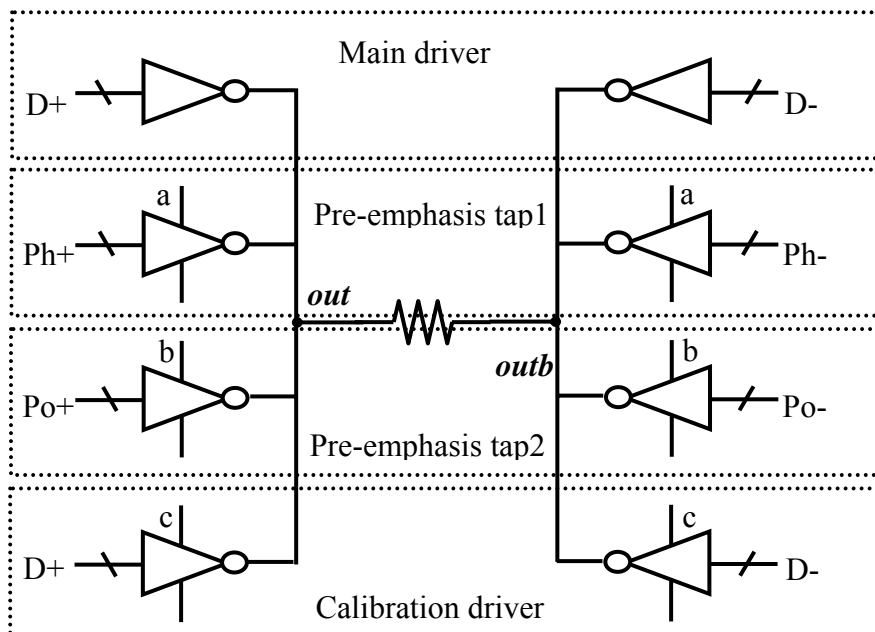 Main driver
D+ D-
a a
Pre-emphasis tap1
Ph+ Ph-
out
outb
b b
Po+ Po-
Pre-emphasis tap2
c c
D+ D-
Calibration driver